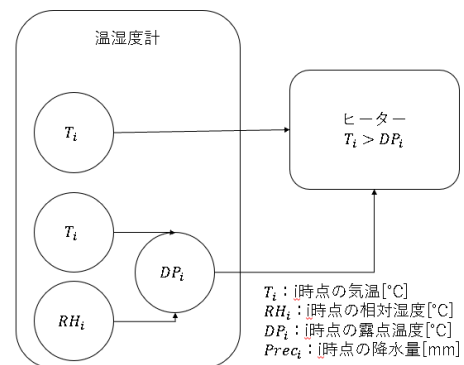 温湿度計
T_i
ヒーター
T_i > DP_i
T_i
DP_i
RH_i
T_i：i時点の気温[°C]
RH_i：i時点の相対湿度[°C]
DP_i：i時点の露点温度[°C]
Prec_i：i時点の降水量[mm]